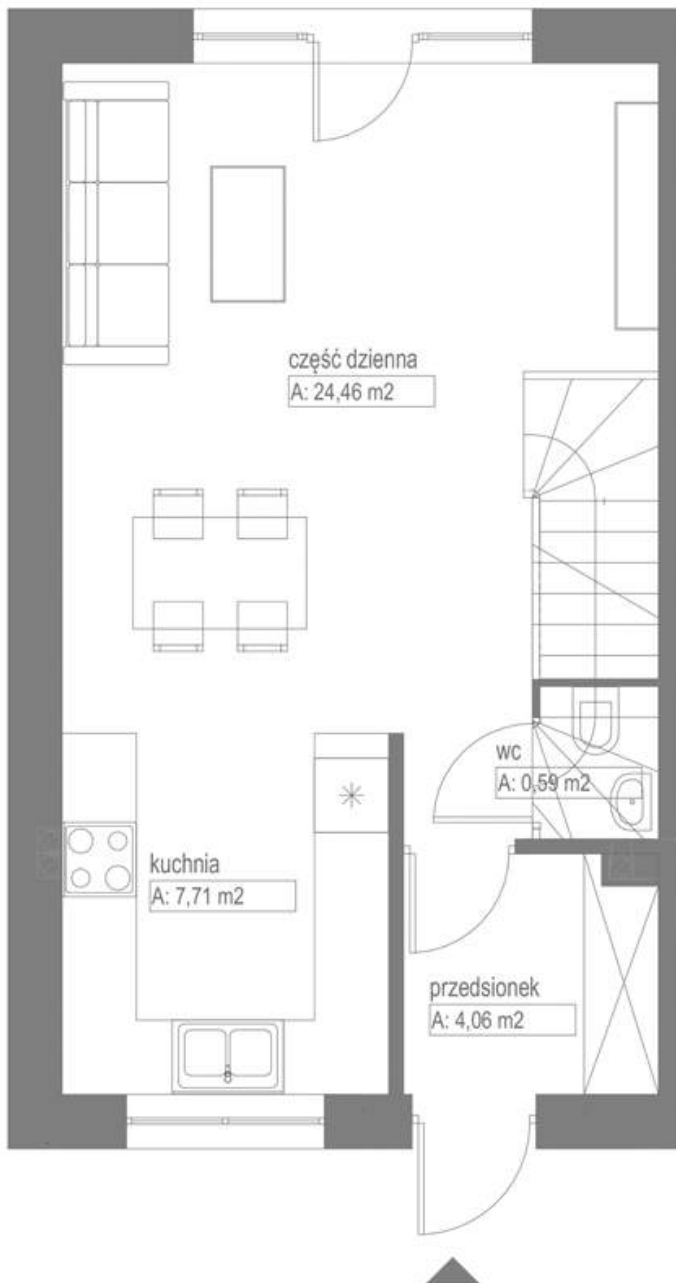 część dzienna
A: 24,46 m2
wc
A: 0,59 m2
kuchnia
A: 7,71 m2
przedsionek
A: 4,06 m2